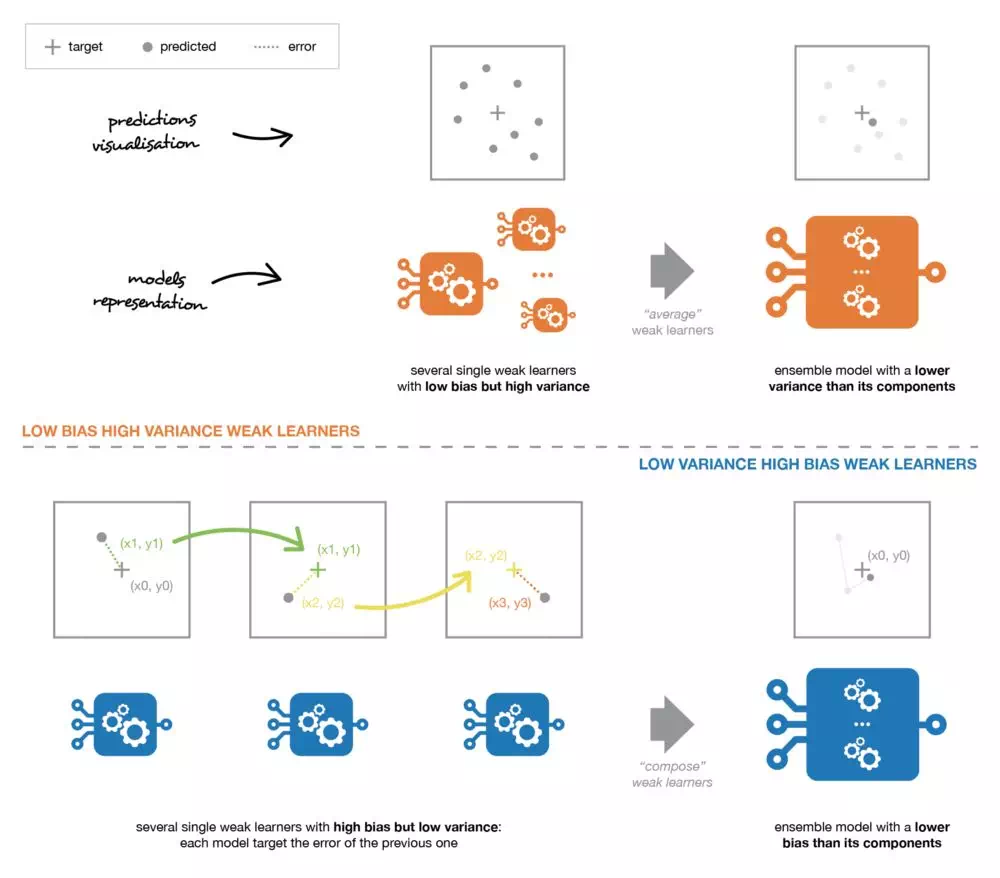 target
predicted
error
predictions
visualisation
models
representation
"average"
weak learners
several single weak learners
with low bias but high variance
ensemble model with a lower
variance than its components
LOW BIAS HIGH VARIANCE WEAK LEARNERS
LOW VARIANCE HIGH BIAS WEAK LEARNERS
(x1, y1)
(x0, y0)
(x1, y1)
(x2, y2)
(x2, y2)
(x3, y3)
(x0, y0)
"compose"
weak learners
several single weak learners with high bias but low variance:
each model target the error of the previous one
ensemble model with a lower
bias than its components